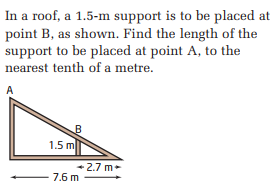 In a roof, a 1.5-m support is to be placed at
point B, as shown. Find the length of the
support to be placed at point A, to the
nearest tenth of a metre.
A
B
1.5 m
2.7 m
7.6 m